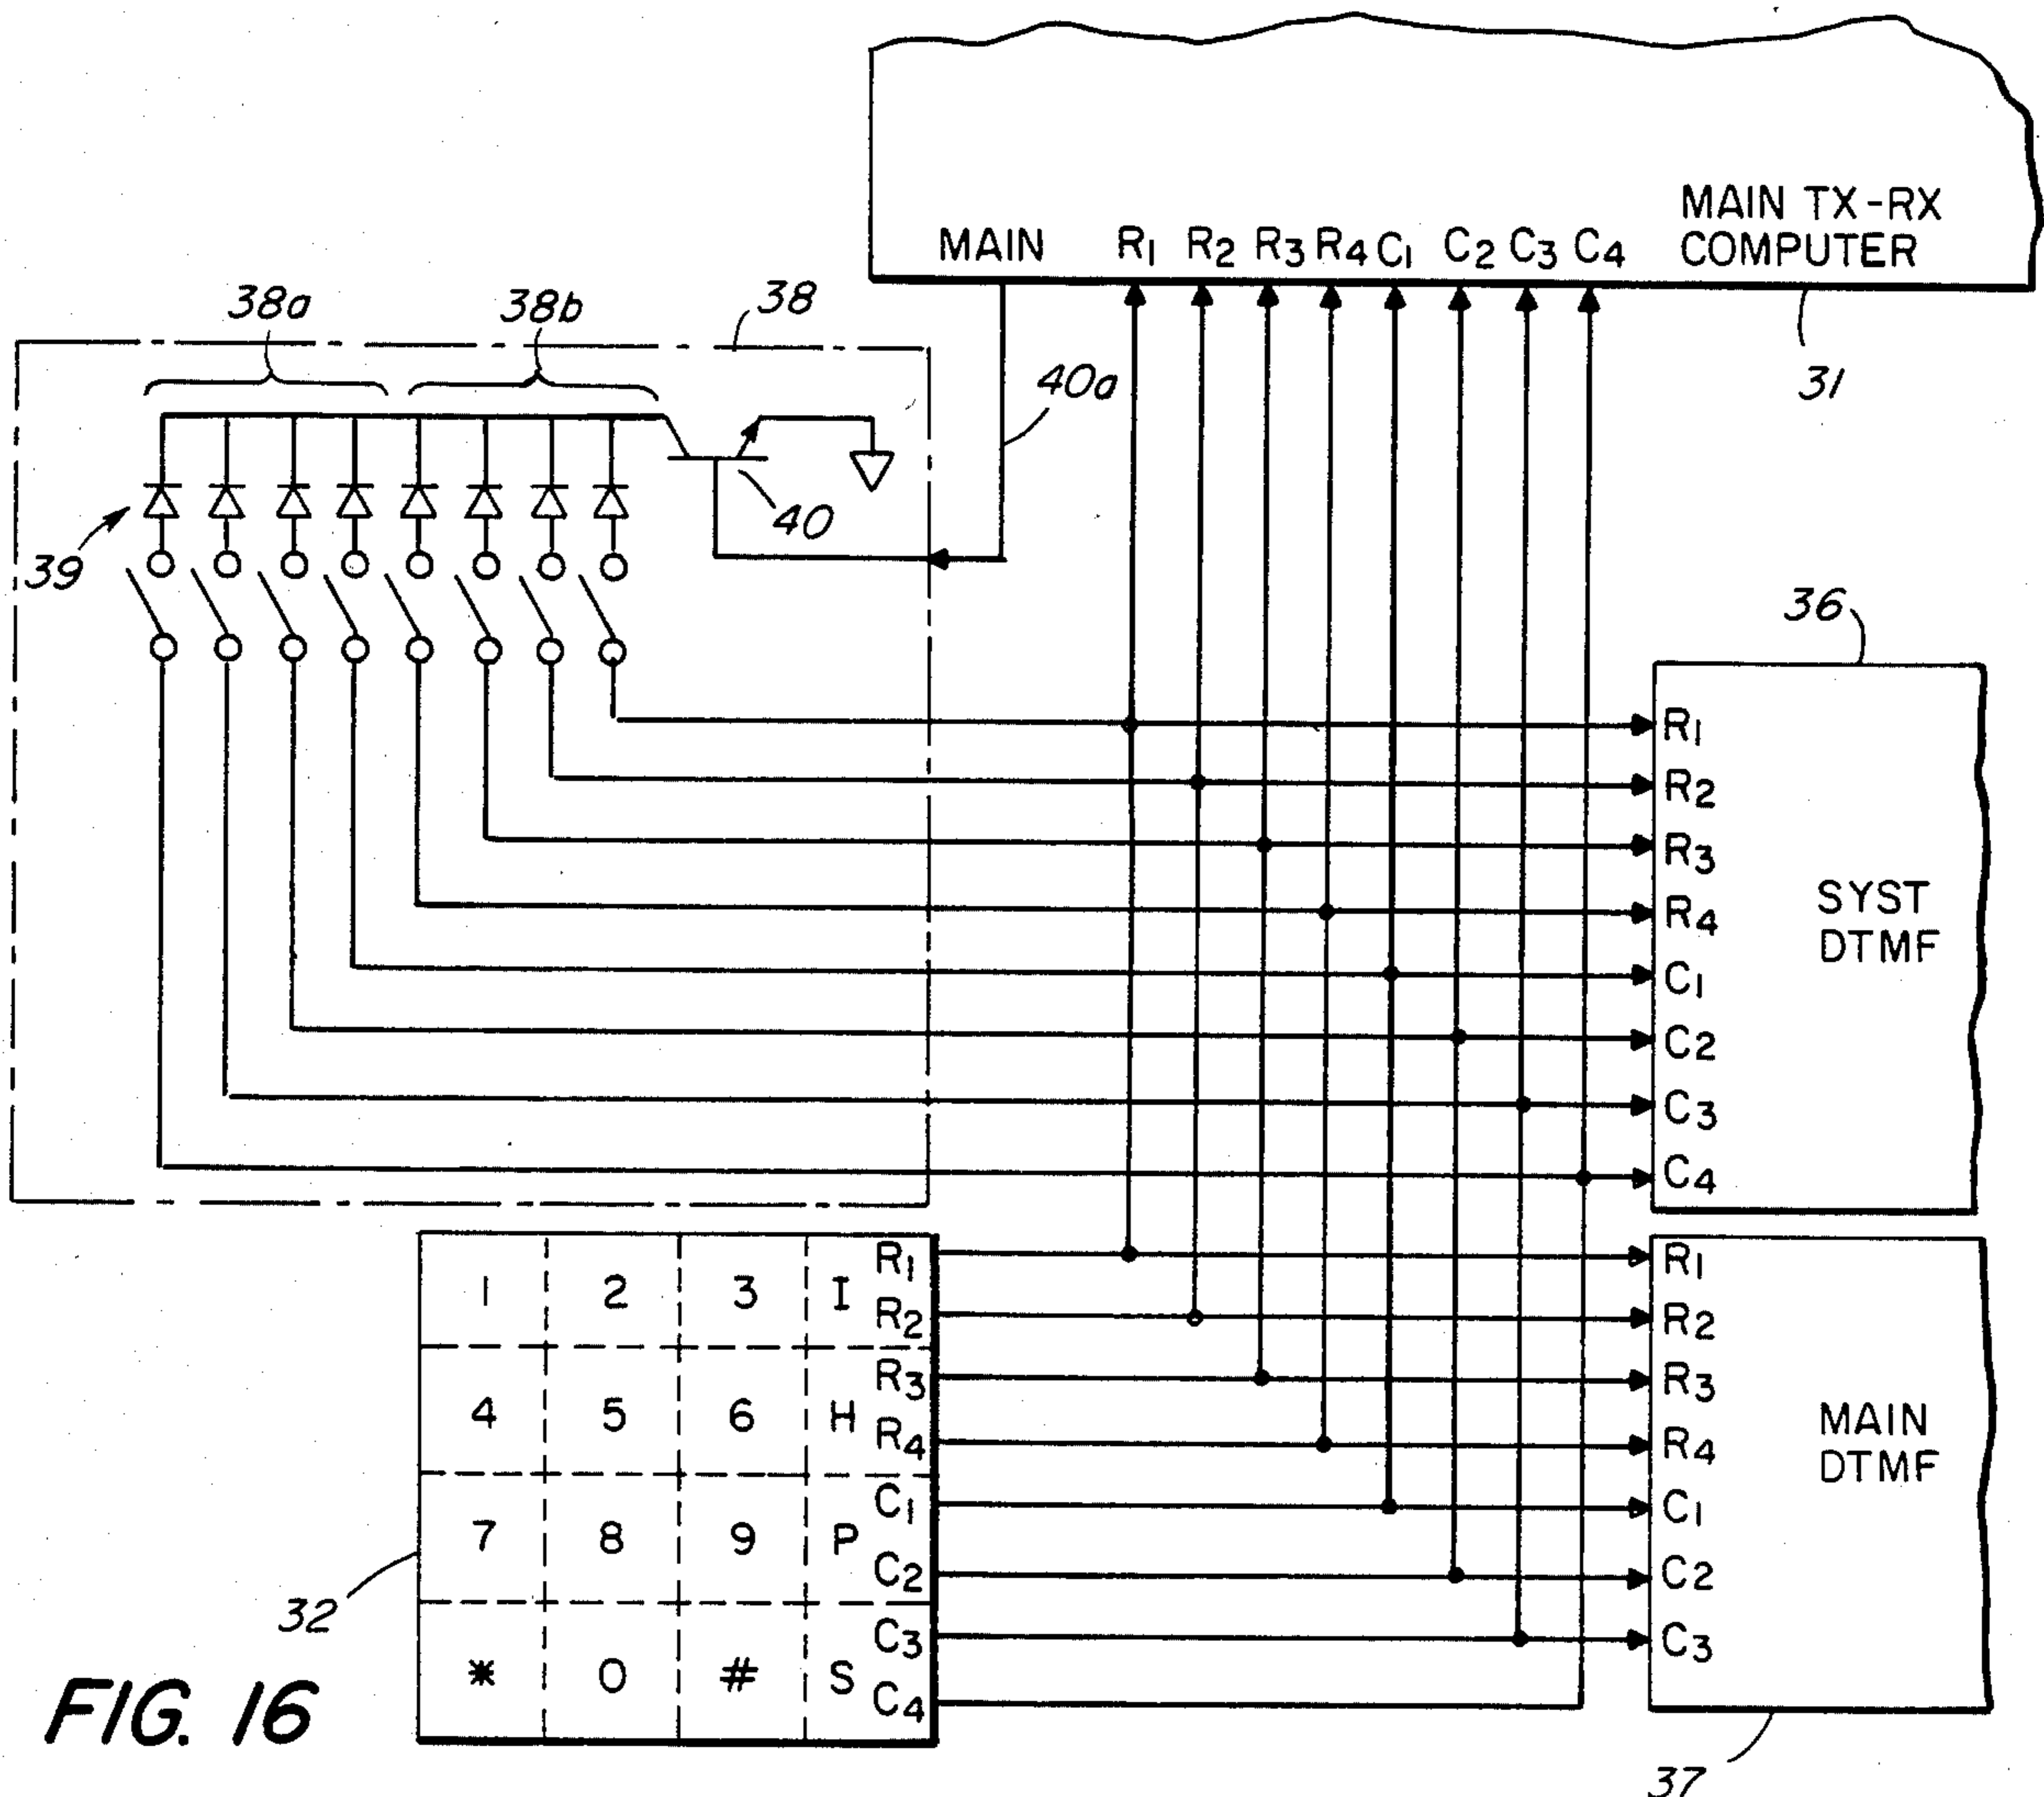 MAIN R1 R2 R3 R4 C1 C2 C3 C4
MAIN TX-RX
COMPUTER
38a
38b
38
40a
31
39
40
36
R1
R2
R3
R4
C1
C2
C3
C4
SYST
DTMF
1 2 3 I
4 5 6 H
7 8 9 P
* 0 # S
R1
R2
R3
R4
C1
C2
C3
C4
32
R1
R2
R3
R4
C1
C2
C3
MAIN
DTMF
37
FIG. 16